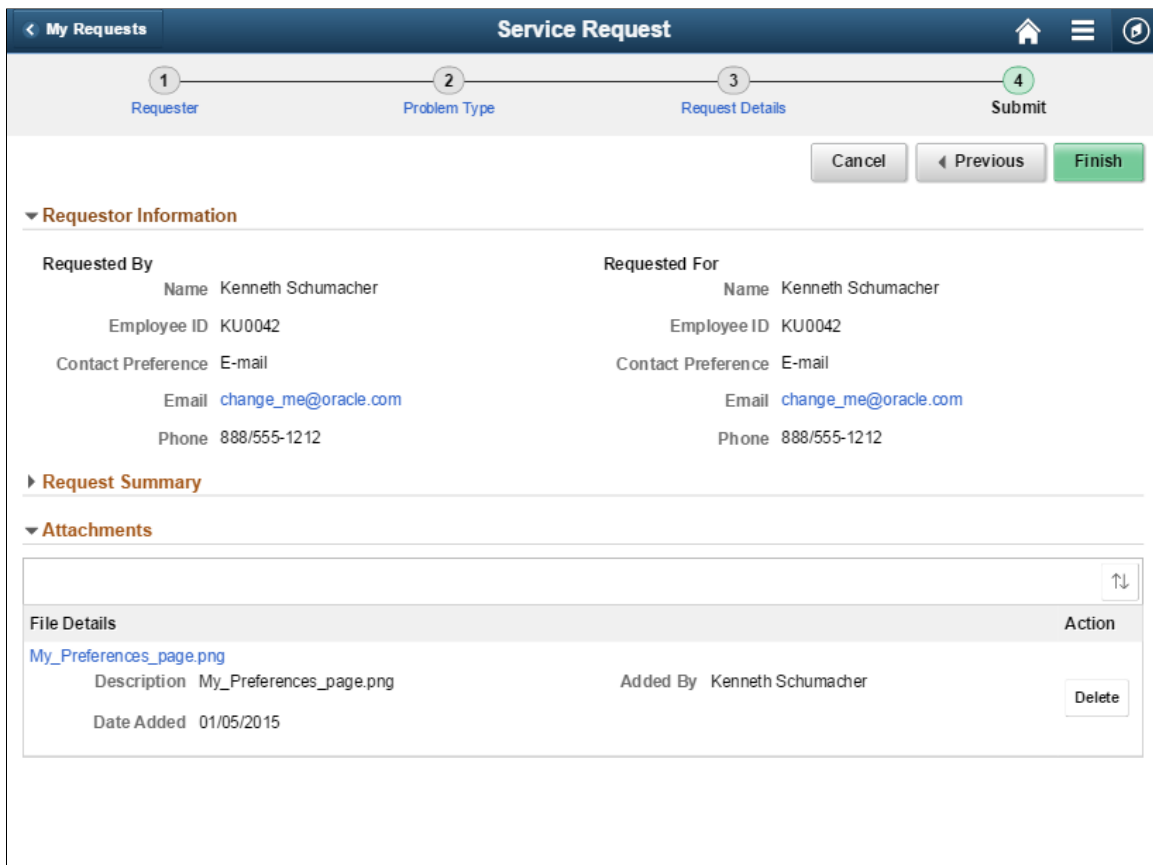 My Requests Service Request
1 2 3 4
Requester Problem Type Request Details Submit
Cancel Previous Finish
Requestor Information
Requested By Requested For
Name Kenneth Schumacher Name Kenneth Schumacher
Employee ID KU0042 Employee ID KU0042
Contact Preference E-mail Contact Preference E-mail
Email change_me@oracle.com Email change_me@oracle.com
Phone 888/555-1212 Phone 888/555-1212
Request Summary
Attachments
File Details Action
My_Preferences_page.png
Description My_Preferences_page.png Added By Kenneth Schumacher
Delete
Date Added 01/05/2015